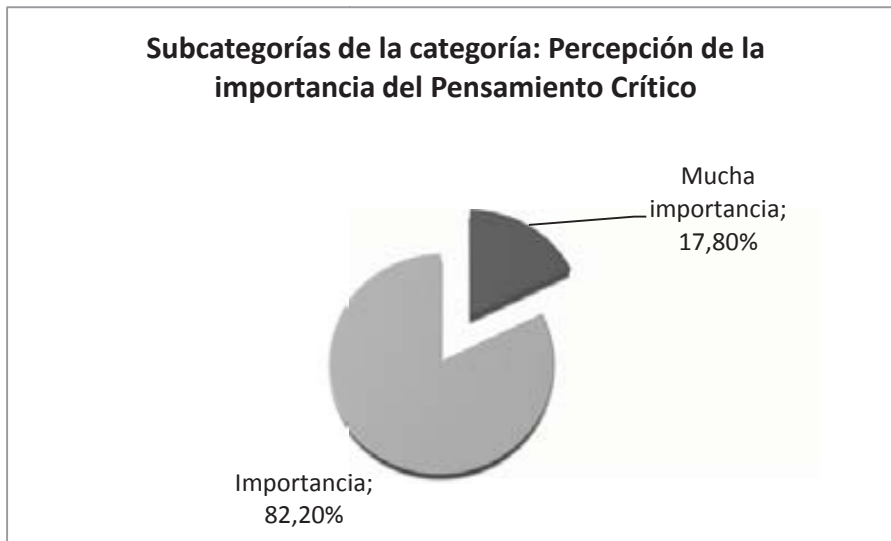 Subcategorías de la categoría: Percepción de la
importancia del Pensamiento Crítico
Mucha
importancia;
17,80%
Importancia;
82,20%